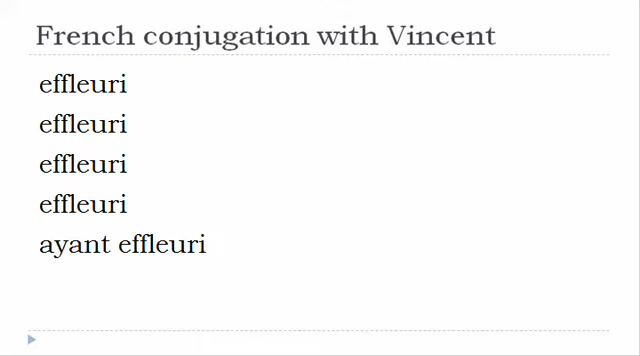 French conjugation with Vincent
effleuri
effleuri
effleuri
effleuri
ayant effleuri